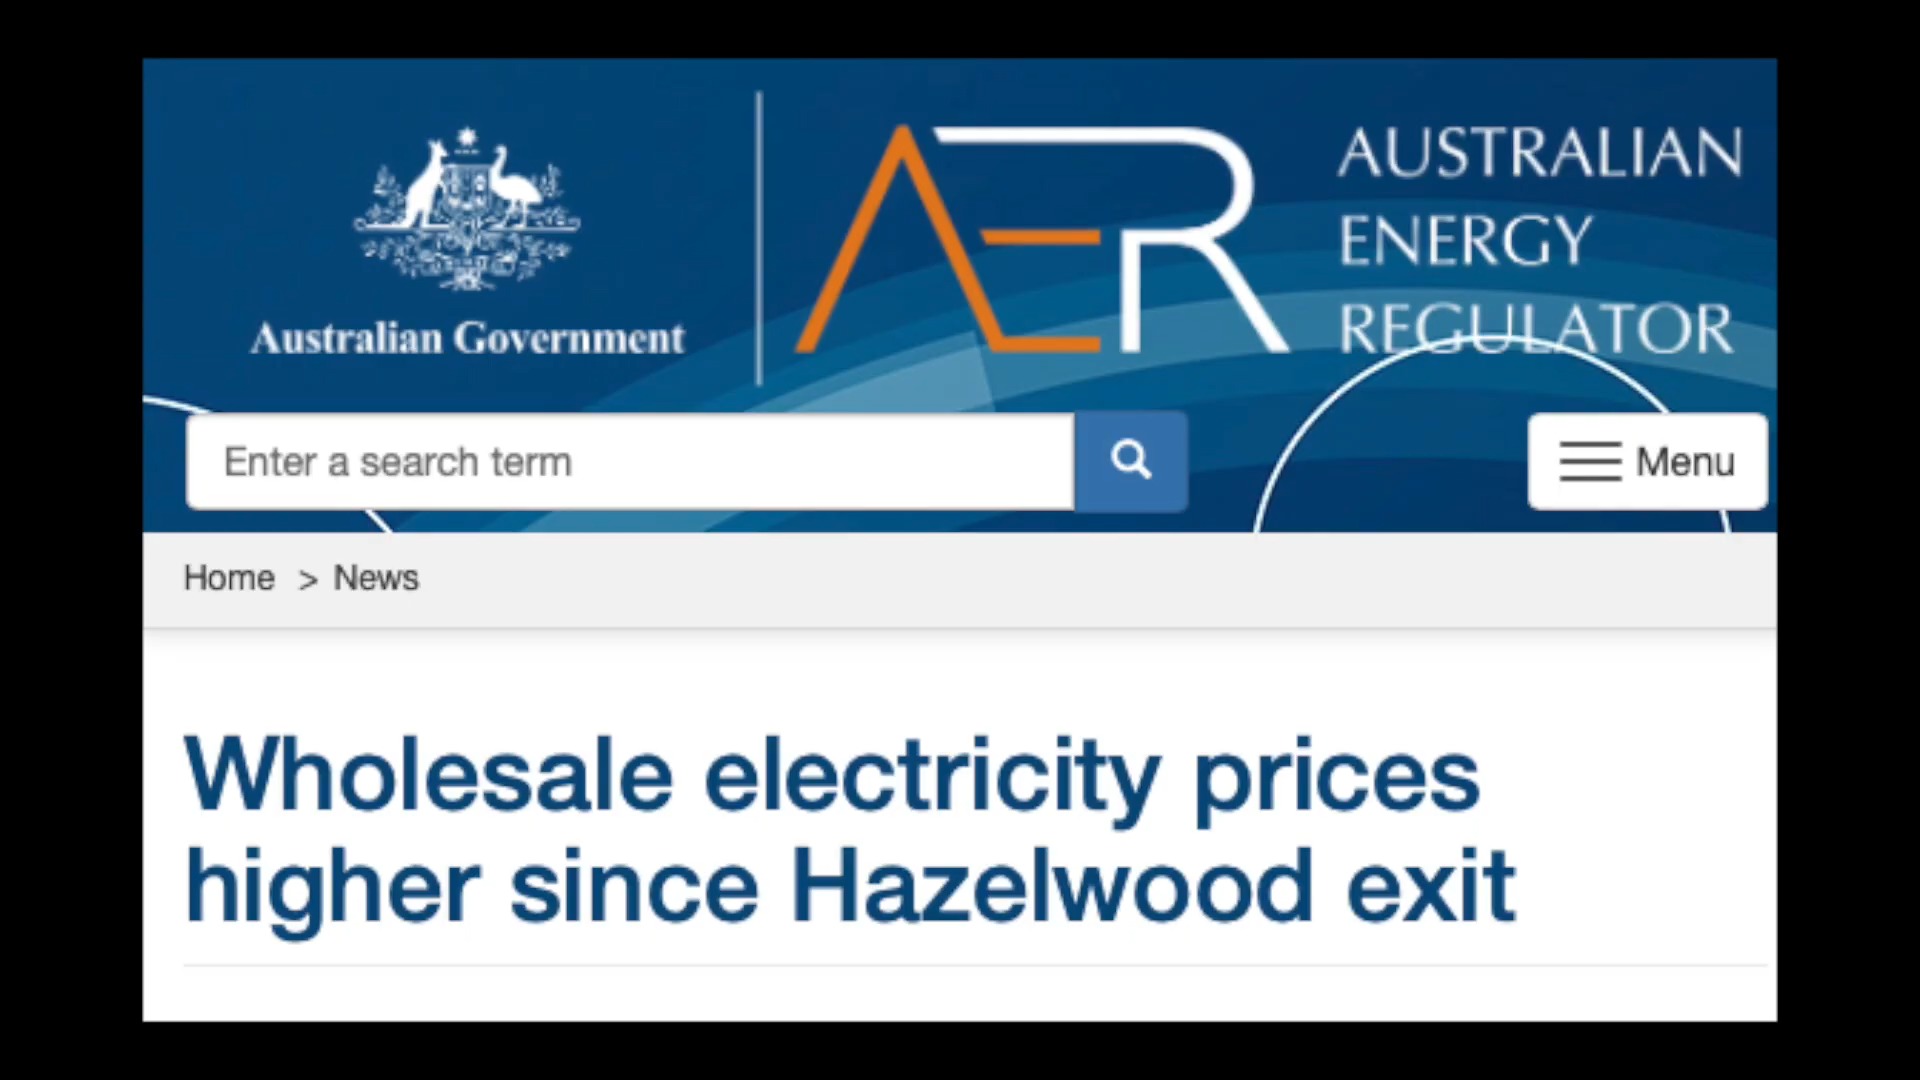 Australian Government
AER
AUSTRALIAN
ENERGY
REGULATOR
Enter a search term
Menu
Home > News
Wholesale electricity prices
higher since Hazelwood exit